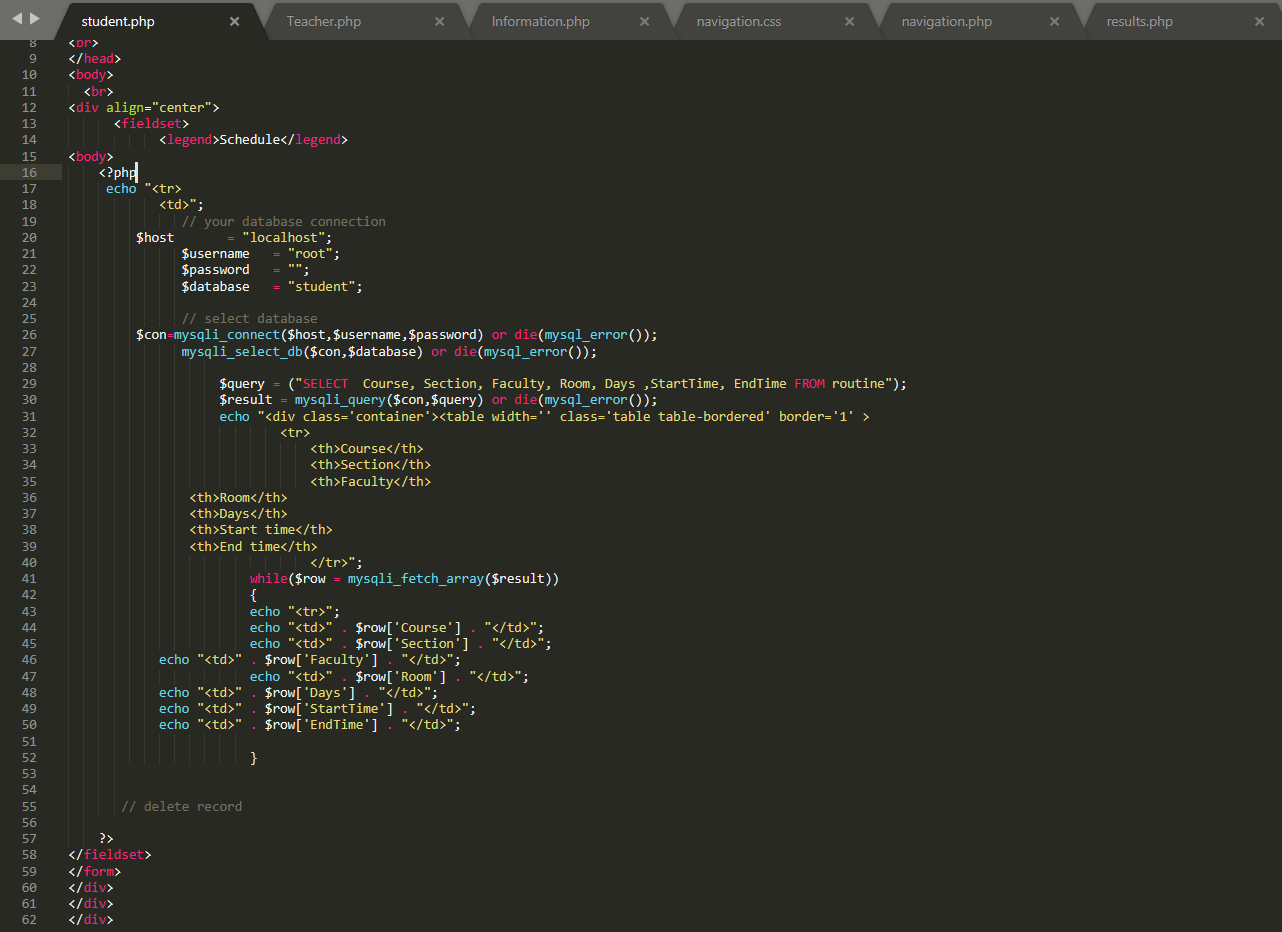 student.php × Teacher.php × Information.php × navigation.css × navigation.php × results.php ×
8 <br>
9 </head>
10 <body>
11 <br>
12 <div align="center">
13 <fieldset>
14 <legend>Schedule</legend>
15 <body>
16 <?php
17 echo "<tr>
18 <td>";
19 // your database connection
20 $host = "localhost";
21 $username = "root";
22 $password = "";
23 $database = "student";
24
25 // select database
26 $con=mysqli_connect($host,$username,$password) or die(mysql_error());
27 mysqli_select_db($con,$database) or die(mysql_error());
28
29 $query = ("SELECT  Course, Section, Faculty, Room, Days ,StartTime, EndTime FROM routine");
30 $result = mysqli_query($con,$query) or die(mysql_error());
31 echo "<div class='container'><table width='' class='table table-bordered' border='1' >
32 <tr>
33 <th>Course</th>
34 <th>Section</th>
35 <th>Faculty</th>
36 <th>Room</th>
37 <th>Days</th>
38 <th>Start time</th>
39 <th>End time</th>
40 </tr>";
41 while($row = mysqli_fetch_array($result))
42 {
43 echo "<tr>";
44 echo "<td>" . $row['Course'] . "</td>";
45 echo "<td>" . $row['Section'] . "</td>";
46 echo "<td>" . $row['Faculty'] . "</td>";
47 echo "<td>" . $row['Room'] . "</td>";
48 echo "<td>" . $row['Days'] . "</td>";
49 echo "<td>" . $row['StartTime'] . "</td>";
50 echo "<td>" . $row['EndTime'] . "</td>";
51
52 }
53
54
55 // delete record
56
57 ?>
58 </fieldset>
59 </form>
60 </div>
61 </div>
62 </div>